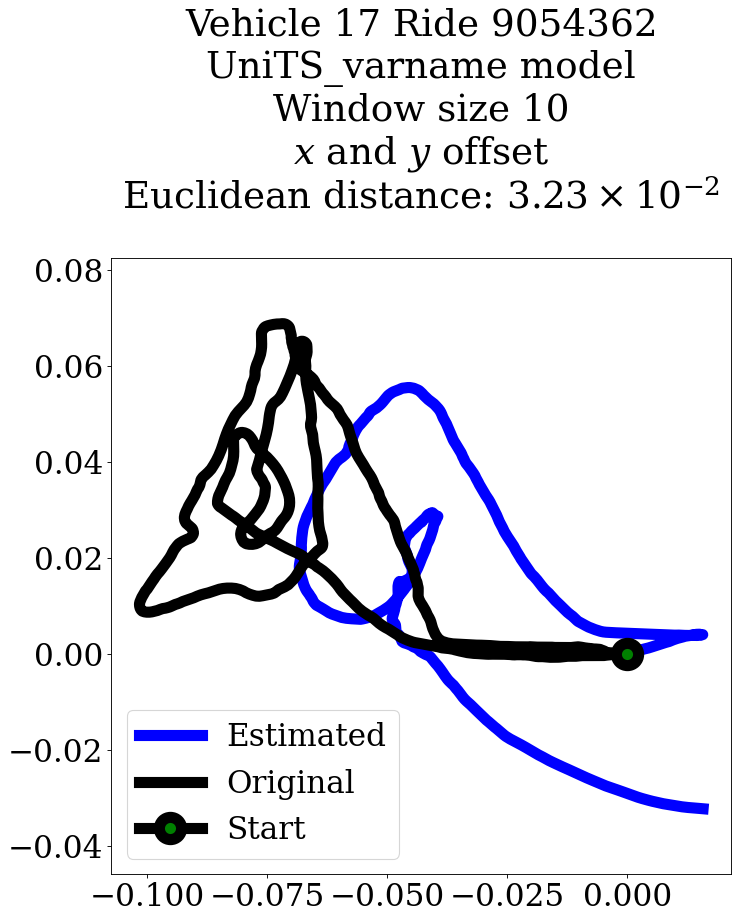 Vehicle 17 Ride 9054362
UniTS_varname model
Window size 10
x and y offset
Euclidean distance: 3.23 × 10⁻²
0.08
0.06
0.04
0.02
0.00
−0.02
−0.04
Estimated
Original
Start
−0.100 −0.075 −0.050 −0.025 0.000